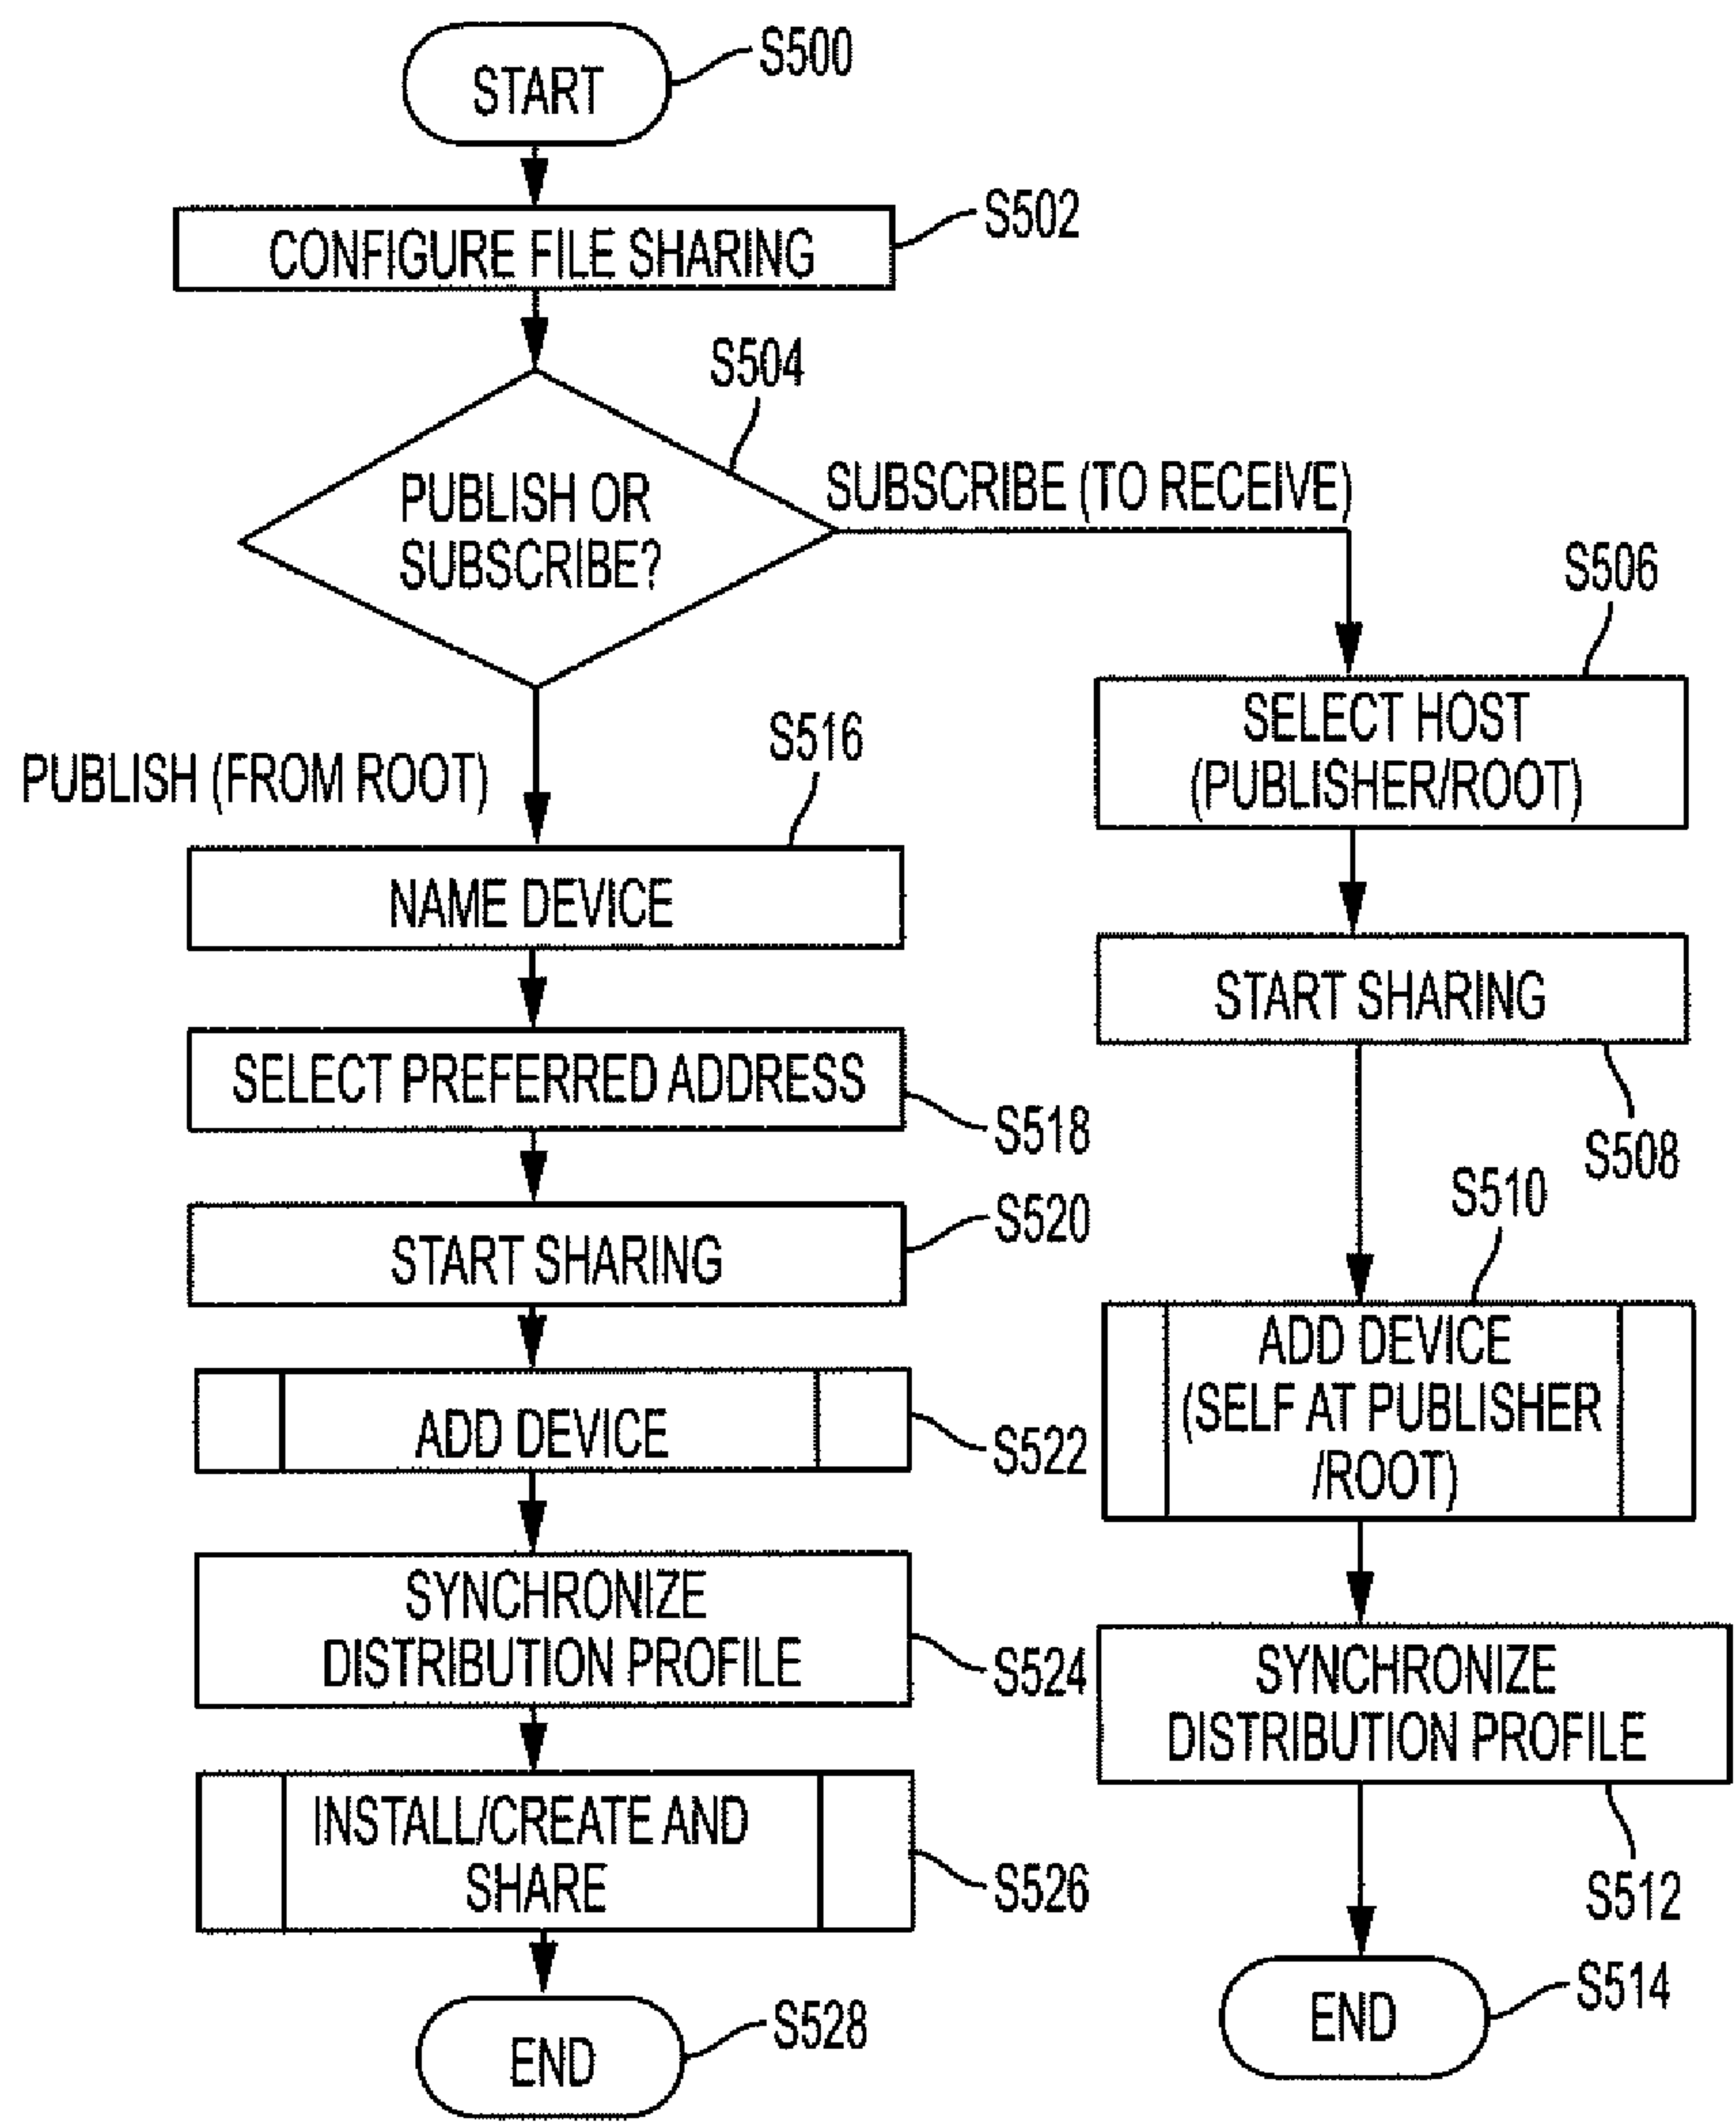 START
S500
CONFIGURE FILE SHARING
S502
S504
PUBLISH OR
SUBSCRIBE?
SUBSCRIBE (TO RECEIVE)
S506
SELECT HOST
(PUBLISHER/ROOT)
START SHARING
S508
S510
ADD DEVICE
(SELF AT PUBLISHER
/ROOT)
SYNCHRONIZE
DISTRIBUTION PROFILE
S512
END
S514
PUBLISH (FROM ROOT)
S516
NAME DEVICE
SELECT PREFERRED ADDRESS
S518
START SHARING
S520
ADD DEVICE
S522
SYNCHRONIZE
DISTRIBUTION PROFILE
S524
INSTALL/CREATE AND
SHARE
S526
END
S528